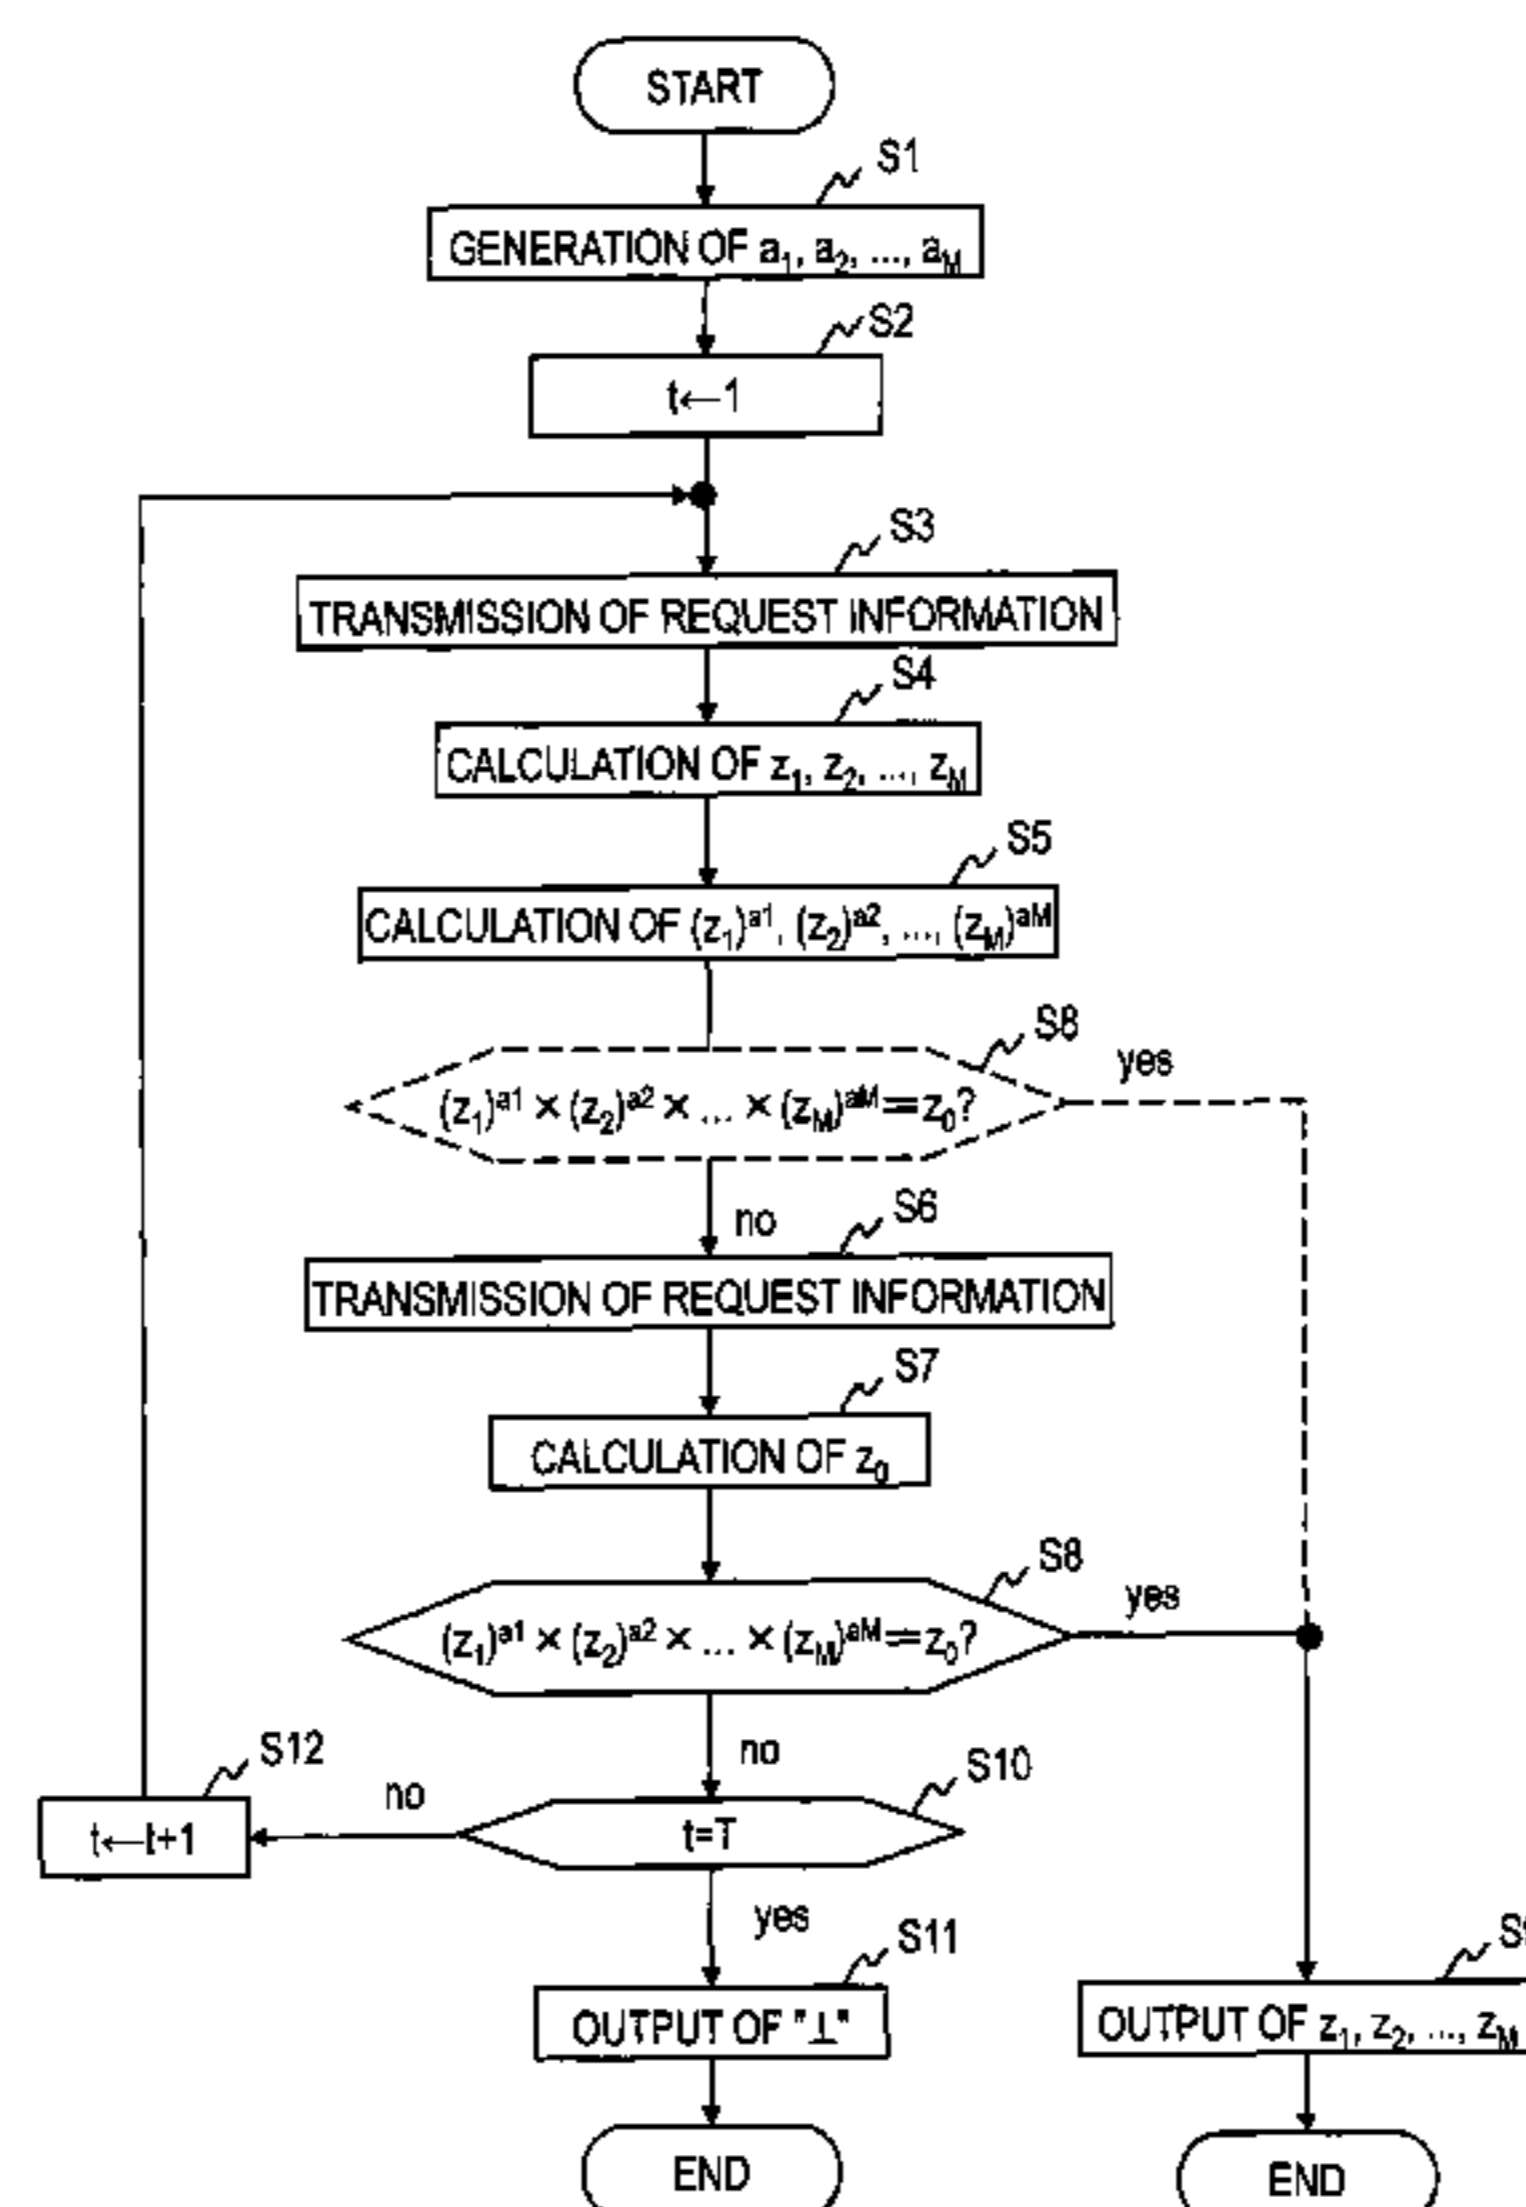 START
S1
GENERATION OF a₁, a₂, ..., a_M
S2
t←1
S3
TRANSMISSION OF REQUEST INFORMATION
S4
CALCULATION OF z₁, z₂, ..., z_M
S5
CALCULATION OF (z₁)^a1, (z₂)^a2, ..., (z_M)^aM
S8
yes
(z₁)^a1 × (z₂)^a2 × ... × (z_M)^aM = z₀?
no
S6
TRANSMISSION OF REQUEST INFORMATION
S7
CALCULATION OF z₀
S8
yes
(z₁)^a1 × (z₂)^a2 × ... × (z_M)^aM = z₀?
no
S12
S10
no
t←t+1
t=T
yes
S11
OUTPUT OF "⊥"
OUTPUT OF z₁, z₂, ..., z_M
END
END